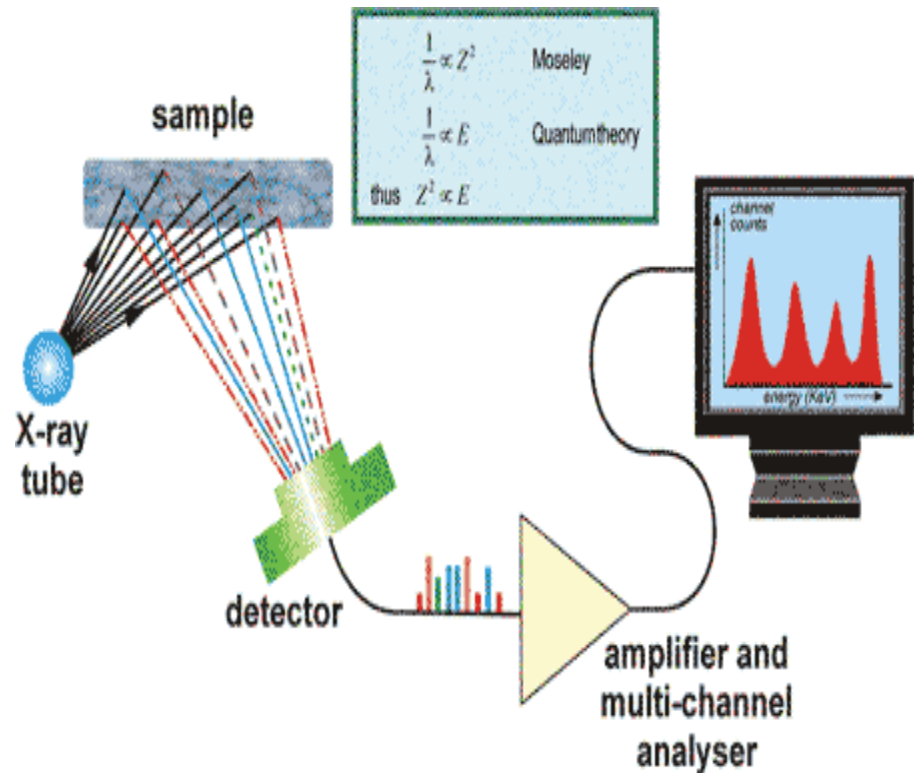 sample
1/λ ∝ Z² Moseley
1/λ ∝ E Quantumtheory
thus Z² ∝ E
channel
counts
energy (KeV)
X-ray
tube
detector
amplifier and
multi-channel
analyser